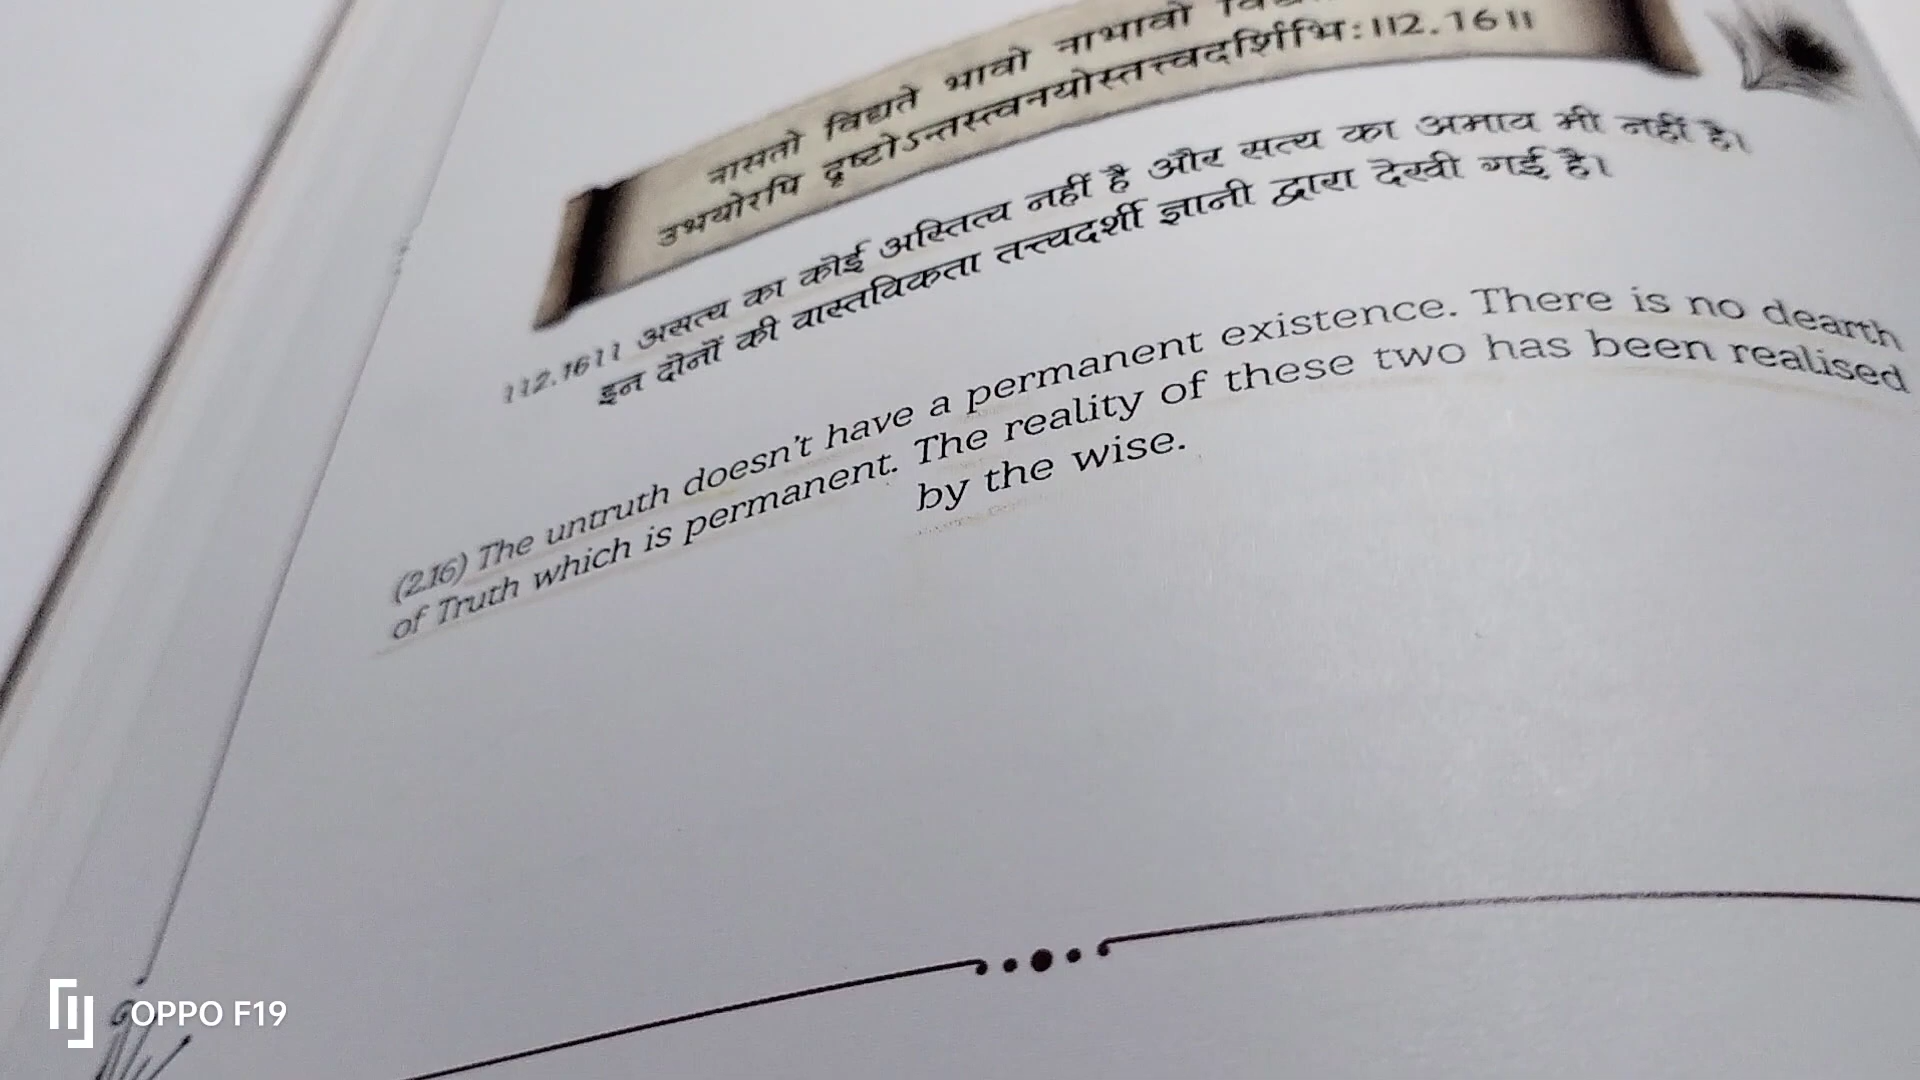 नासतो विद्यते भावो नाभावो
उभयोरपि दृष्टोऽन्तस्त्वनयोस्तत्त्वदर्शिभि:।।2.16।।
।।2.16।। असत्य का कोई अस्तित्व नहीं है और सत्य का अभाव भी नहीं है।
इन दोनों की वास्तविकता तत्त्वदर्शी ज्ञानी द्वारा देखी गई है।
(2.16) The untruth doesn't have a permanent existence. There is no dearth
of Truth which is permanent. The reality of these two has been realised
by the wise.
OPPO F19